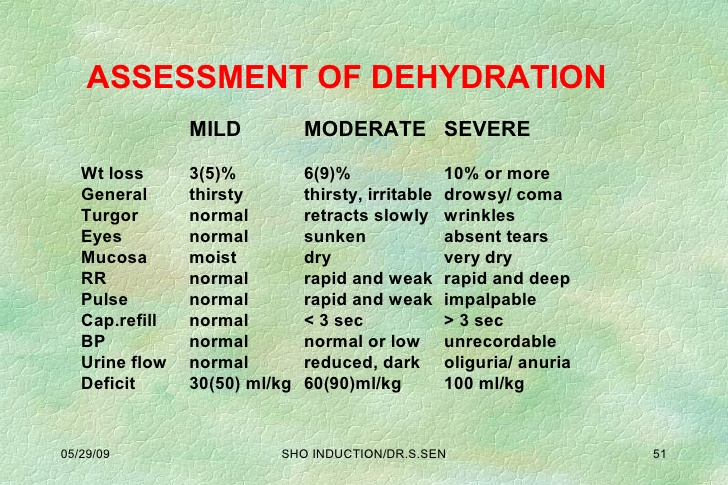 ASSESSMENT OF DEHYDRATION
MILD MODERATE SEVERE
Wt loss 3(5)% 6(9)% 10% or more
General thirsty thirsty, irritable drowsy/ coma
Turgor normal retracts slowly wrinkles
Eyes normal sunken absent tears
Mucosa moist dry very dry
RR normal rapid and weak rapid and deep
Pulse normal rapid and weak impalpable
Cap.refill normal < 3 sec > 3 sec
BP normal normal or low unrecordable
Urine flow normal reduced, dark oliguria/ anuria
Deficit 30(50) ml/kg 60(90)ml/kg 100 ml/kg
05/29/09 SHO INDUCTION/DR.S.SEN 51